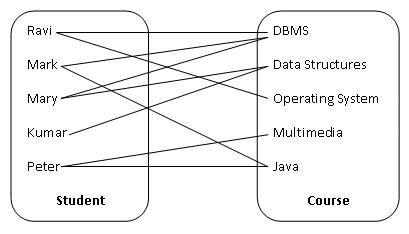 Ravi
Mark
Mary
Kumar
Peter
Student
DBMS
Data Structures
Operating System
Multimedia
Java
Course